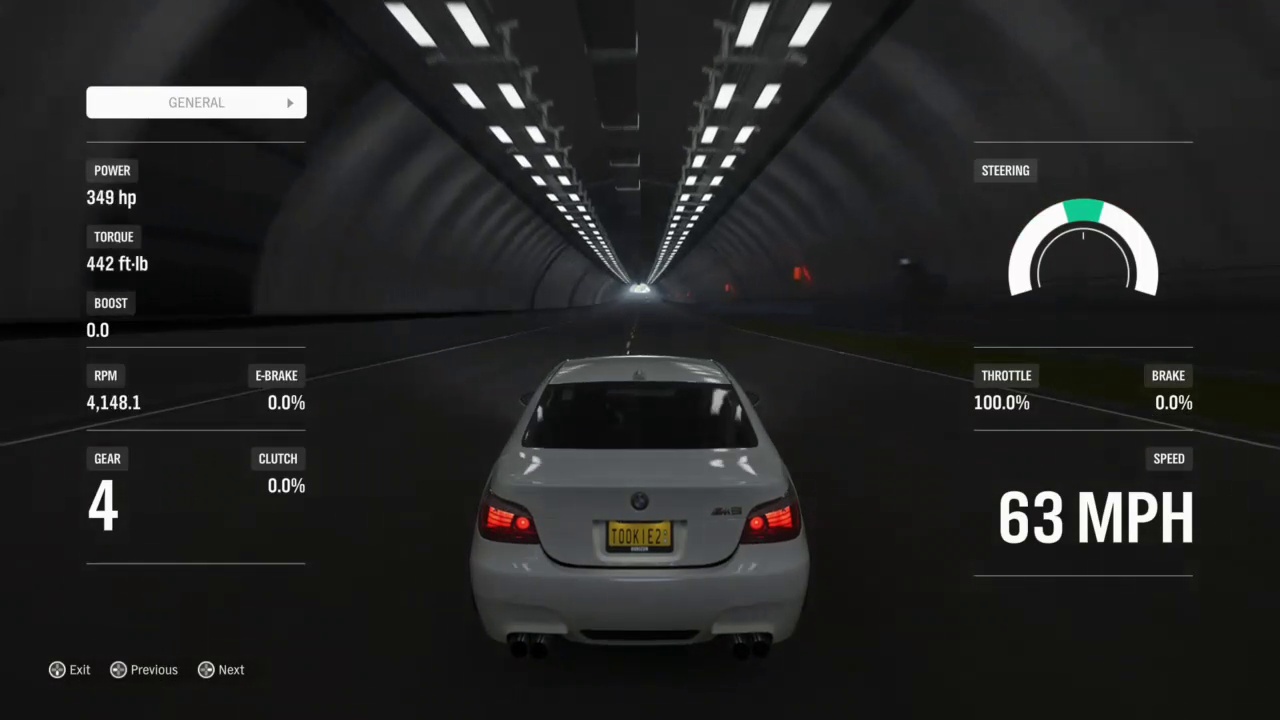 GENERAL
POWER
349 hp
TORQUE
442 ft·lb
BOOST
0.0
RPM
E-BRAKE
4,148.1
0.0%
GEAR
CLUTCH
4
0.0%
STEERING
THROTTLE
BRAKE
100.0%
0.0%
SPEED
63 MPH
TOOKIE2
Exit
Previous
Next